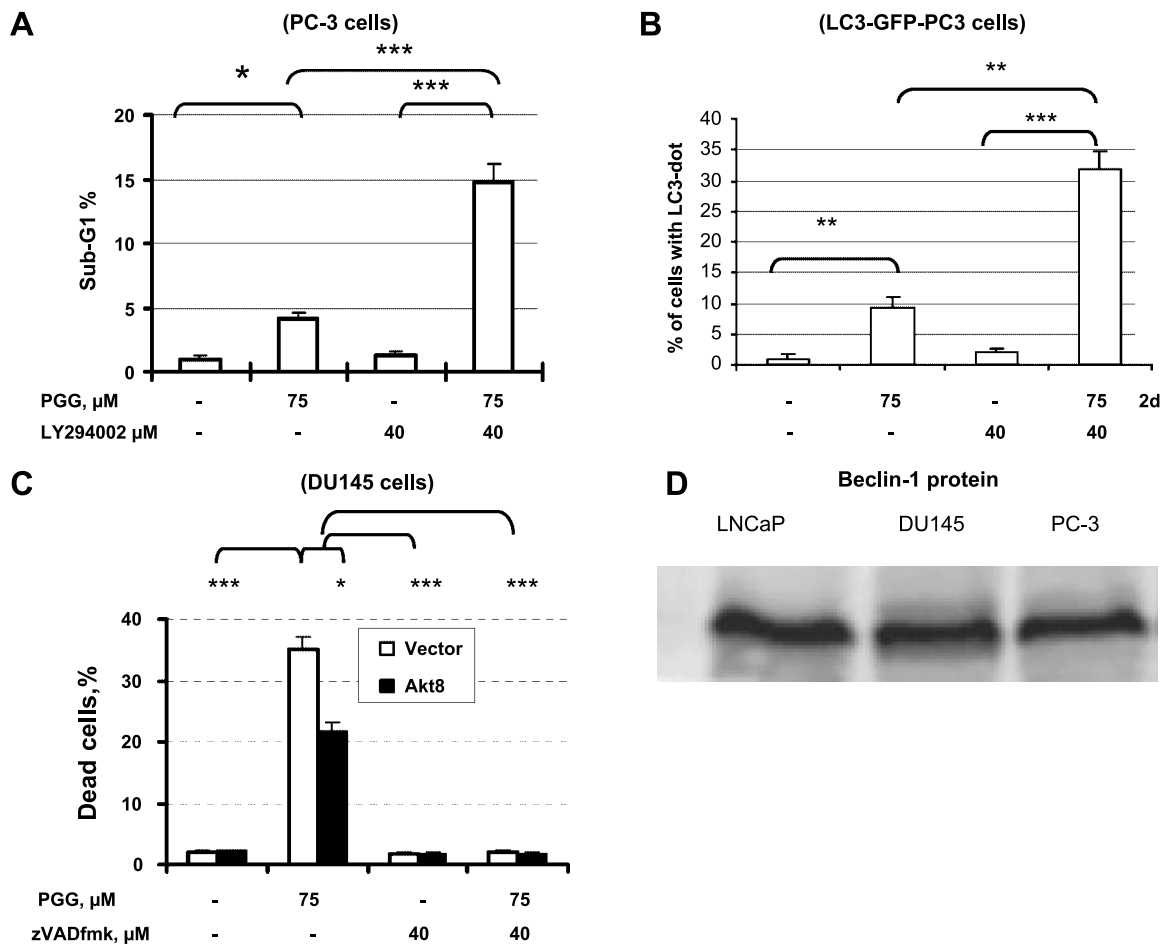 A
(PC-3 cells)
*
***
***
20
15
10
5
0
Sub-G1 %
PGG, µM
- 75 - 75
LY294002 µM
- - 40 40
B
(LC3-GFP-PC3 cells)
**
***
**
40
35
30
25
20
15
10
5
0
% of cells with LC3-dot
- 75 - 75 2d
- - 40 40
C
(DU145 cells)
*** * *** ***
40
30
20
10
0
Dead cells,%
Vector
Akt8
PGG, µM
- 75 - 75
zVADfmk, µM
- - 40 40
D
Beclin-1 protein
LNCaP DU145 PC-3